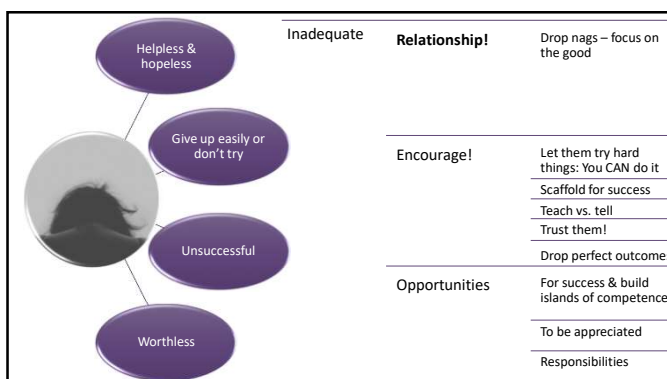 Helpless &
hopeless
Give up easily or
don't try
Unsuccessful
Worthless
Inadequate
Relationship!
Drop nags – focus on
the good
Encourage!
Let them try hard
things: You CAN do it
Scaffold for success
Teach vs. tell
Trust them!
Drop perfect outcome
Opportunities
For success & build
islands of competence
To be appreciated
Responsibilities